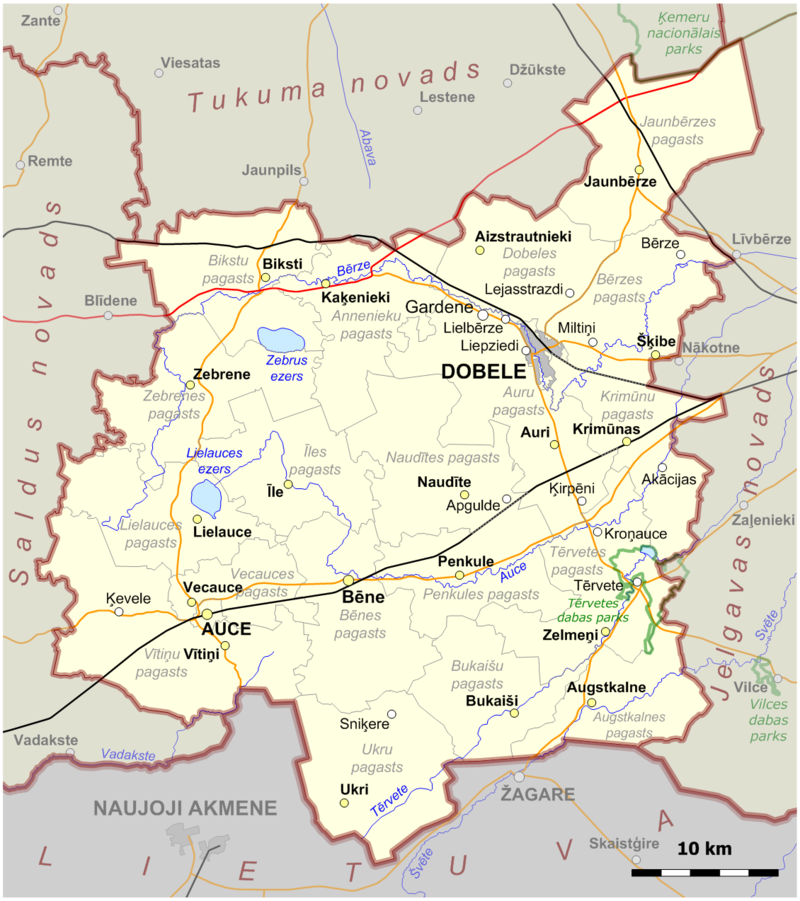 Zante
Ķemeru
nacionālais
parks
Viesatas
Džūkste
Tukuma novads
Lestene
Jaunbērzes
pagasts
Remte
Abava
Jaunpils
Jaunbērze
Saldus novads
Aizstrautnieki
Bērze
Līvbērze
Bikstu
pagasts
Biksti
Bērze
Dobeles
pagasts
Kaķenieki
Lejasstrazdi
Bērzes
pagasts
Blīdene
Annenieku
pagasts
Gardene
Lielbērze
Miltiņi
Liepziedi
Šķibe
Nākotne
Zebrus
ezers
DOBELE
Zebrene
Zebrenes
pagasts
Auru
pagasts
Krimūnu
pagasts
Auri
Krimūnas
Lielauces
ezers
Īles
pagasts
Naudītes pagasts
Jelgavas novads
Īle
Naudīte
Akācijas
Apgulde
Ķirpēni
Lielauces
pagasts
Lielauce
Zaļenieki
Kroņauce
Tērvetes
pagasts
Penkule
Auce
Vecauces
pagasts
Vecauce
Bēne
Penkules pagasts
Tērvete
Ķevele
Tērvetes
dabas parks
AUCE
Bēnes
pagasts
Zelmeņi
Svēte
Vītiņi
Vītiņu
pagasts
Bukaišu
pagasts
Vilce
Augstkalne
Bukaiši
Vilces
dabas
parks
Augstkalnes
pagasts
Sniķere
Vadakste
Vadakste
Ukru
pagasts
Ukri
Tērvete
ŽAGARE
NAUJOJI AKMENE
Skaistģire
10 km
Švėte
LIETUVA